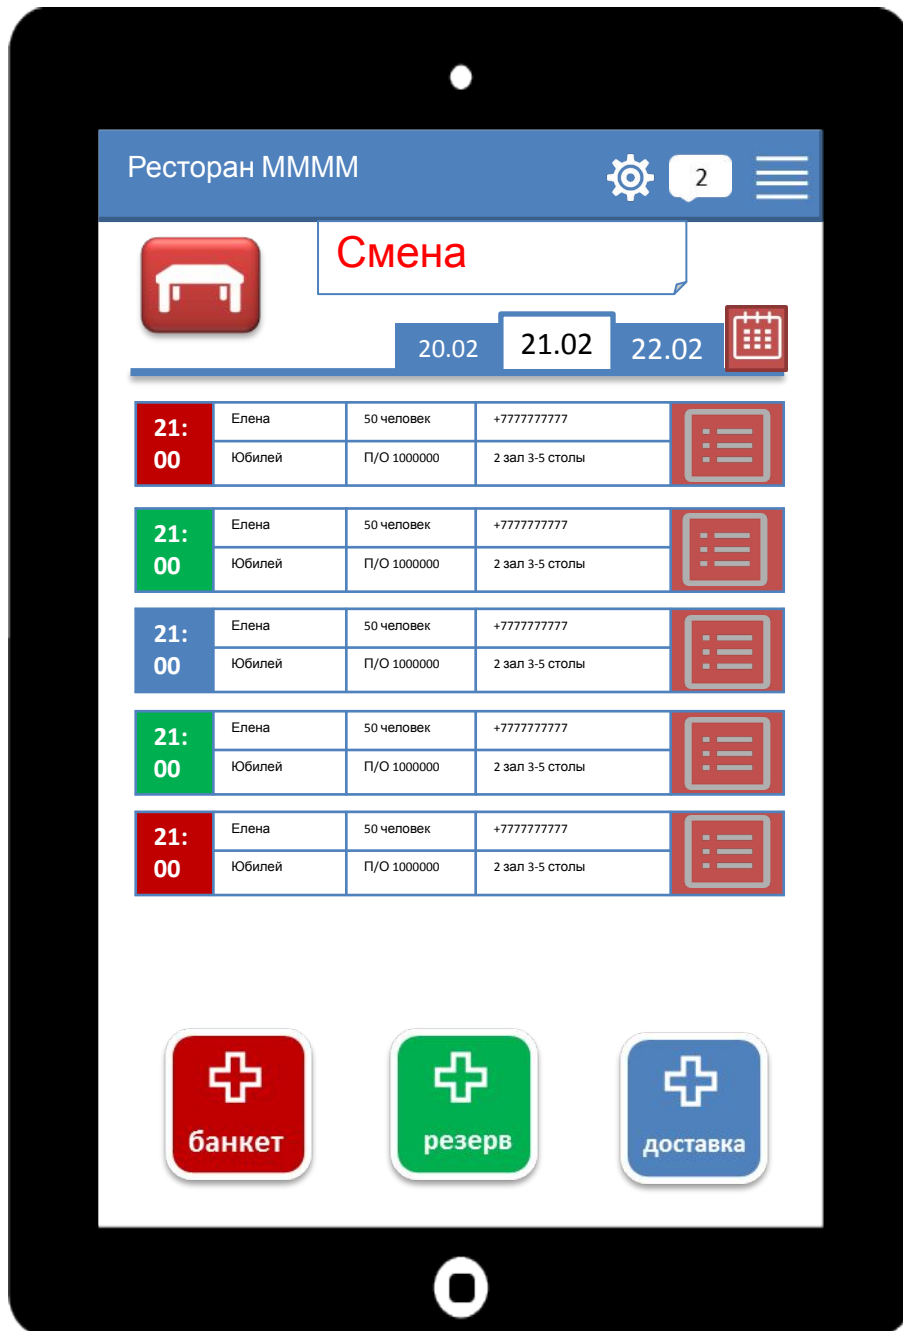 Ресторан ММММ
2
Смена
20.02 21.02 22.02
21:
00
Елена 50 человек +7777777777
Юбилей П/О 1000000 2 зал 3-5 столы
21:
00
Елена 50 человек +7777777777
Юбилей П/О 1000000 2 зал 3-5 столы
21:
00
Елена 50 человек +7777777777
Юбилей П/О 1000000 2 зал 3-5 столы
21:
00
Елена 50 человек +7777777777
Юбилей П/О 1000000 2 зал 3-5 столы
21:
00
Елена 50 человек +7777777777
Юбилей П/О 1000000 2 зал 3-5 столы
банкет резерв доставка